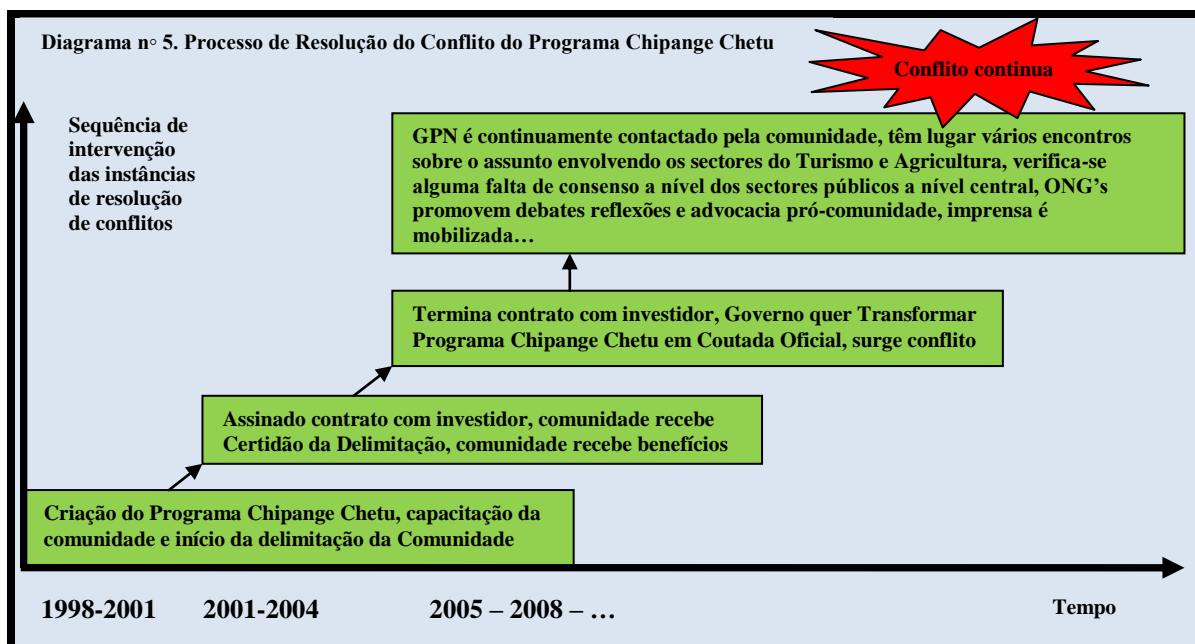 Diagrama nº 5. Processo de Resolução do Conflito do Programa Chipange Chetu
Conflito continua
Sequência de
intervenção
das instâncias
de resolução
de conflitos
GPN é continuamente contactado pela comunidade, têm lugar vários encontros
sobre o assunto envolvendo os sectores do Turismo e Agricultura, verifica-se
alguma falta de consenso a nível dos sectores públicos a nível central, ONG’s
promovem debates reflexões e advocacia pró-comunidade, imprensa é
mobilizada…
Termina contrato com investidor, Governo quer Transformar
Programa Chipange Chetu em Coutada Oficial, surge conflito
Assinado contrato com investidor, comunidade recebe
Certidão da Delimitação, comunidade recebe benefícios
Criação do Programa Chipange Chetu, capacitação da
comunidade e início da delimitação da Comunidade
1998-2001 2001-2004 2005 – 2008 – … Tempo